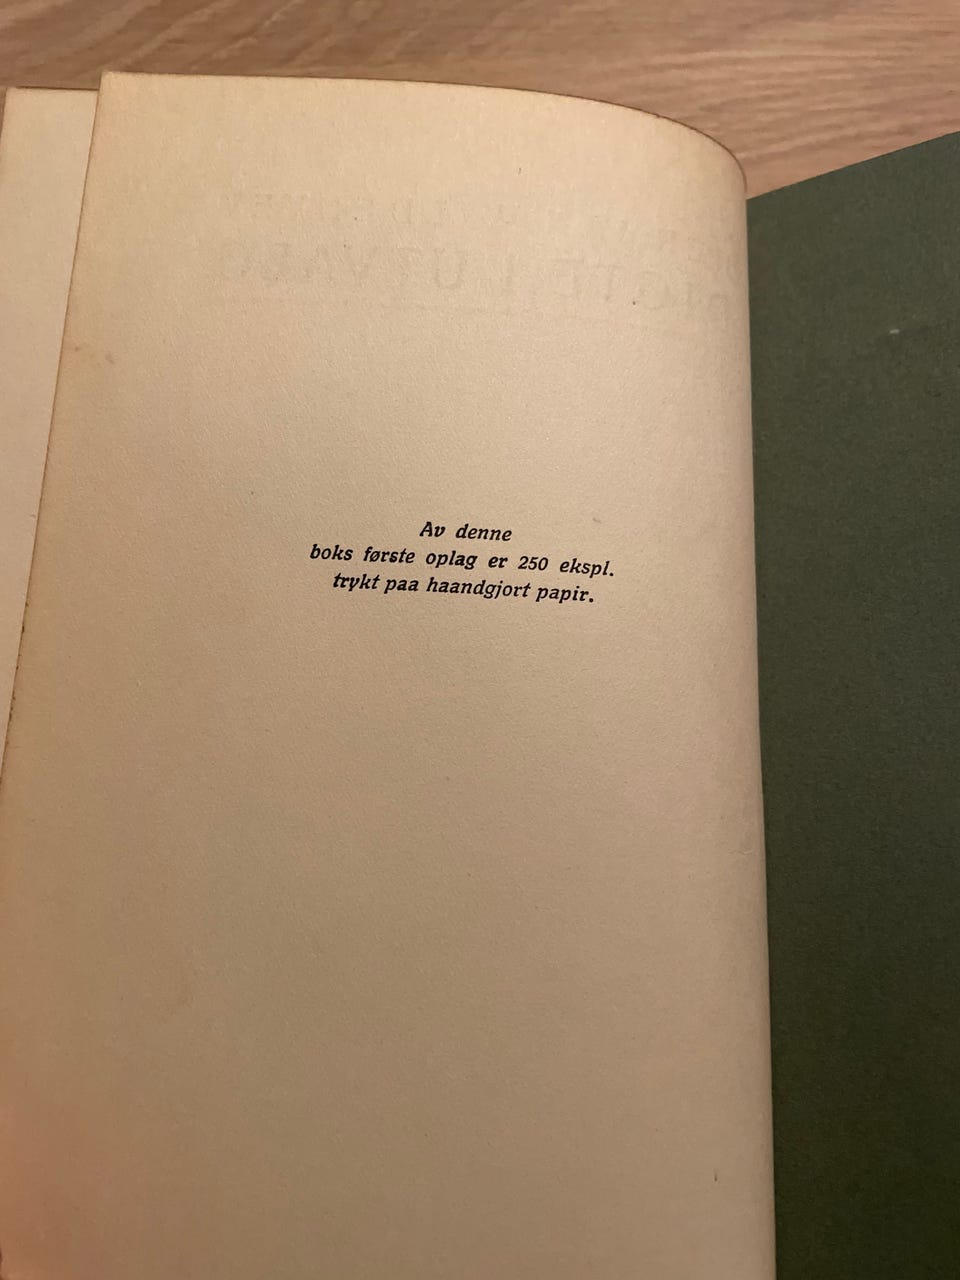 Av denne
boks første oplag er 250 ekspl.
trykt paa haandgjort papir.